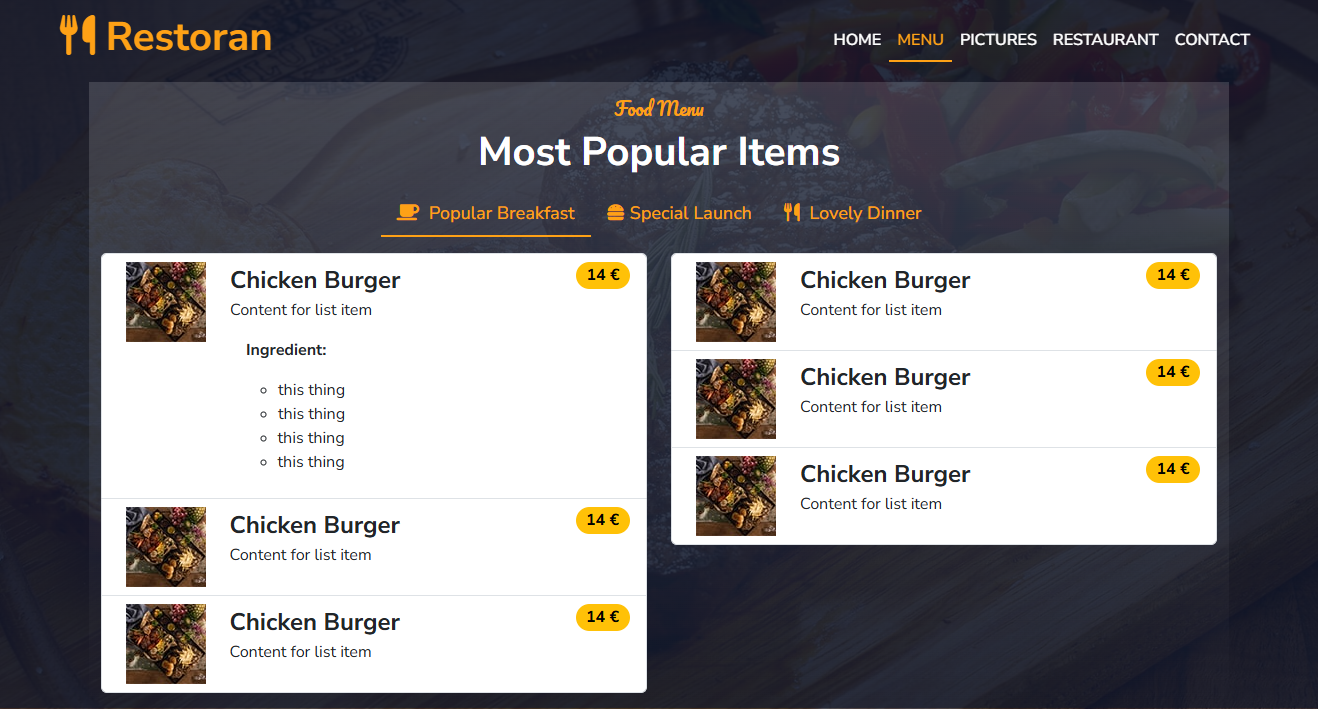 Restoran
HOME MENU PICTURES RESTAURANT CONTACT
Food Menu
Most Popular Items
Popular Breakfast Special Launch Lovely Dinner
Chicken Burger 14 €
Content for list item
Ingredient:
this thing
this thing
this thing
this thing
Chicken Burger 14 €
Content for list item
Chicken Burger 14 €
Content for list item
Chicken Burger 14 €
Content for list item
Chicken Burger 14 €
Content for list item
Chicken Burger 14 €
Content for list item